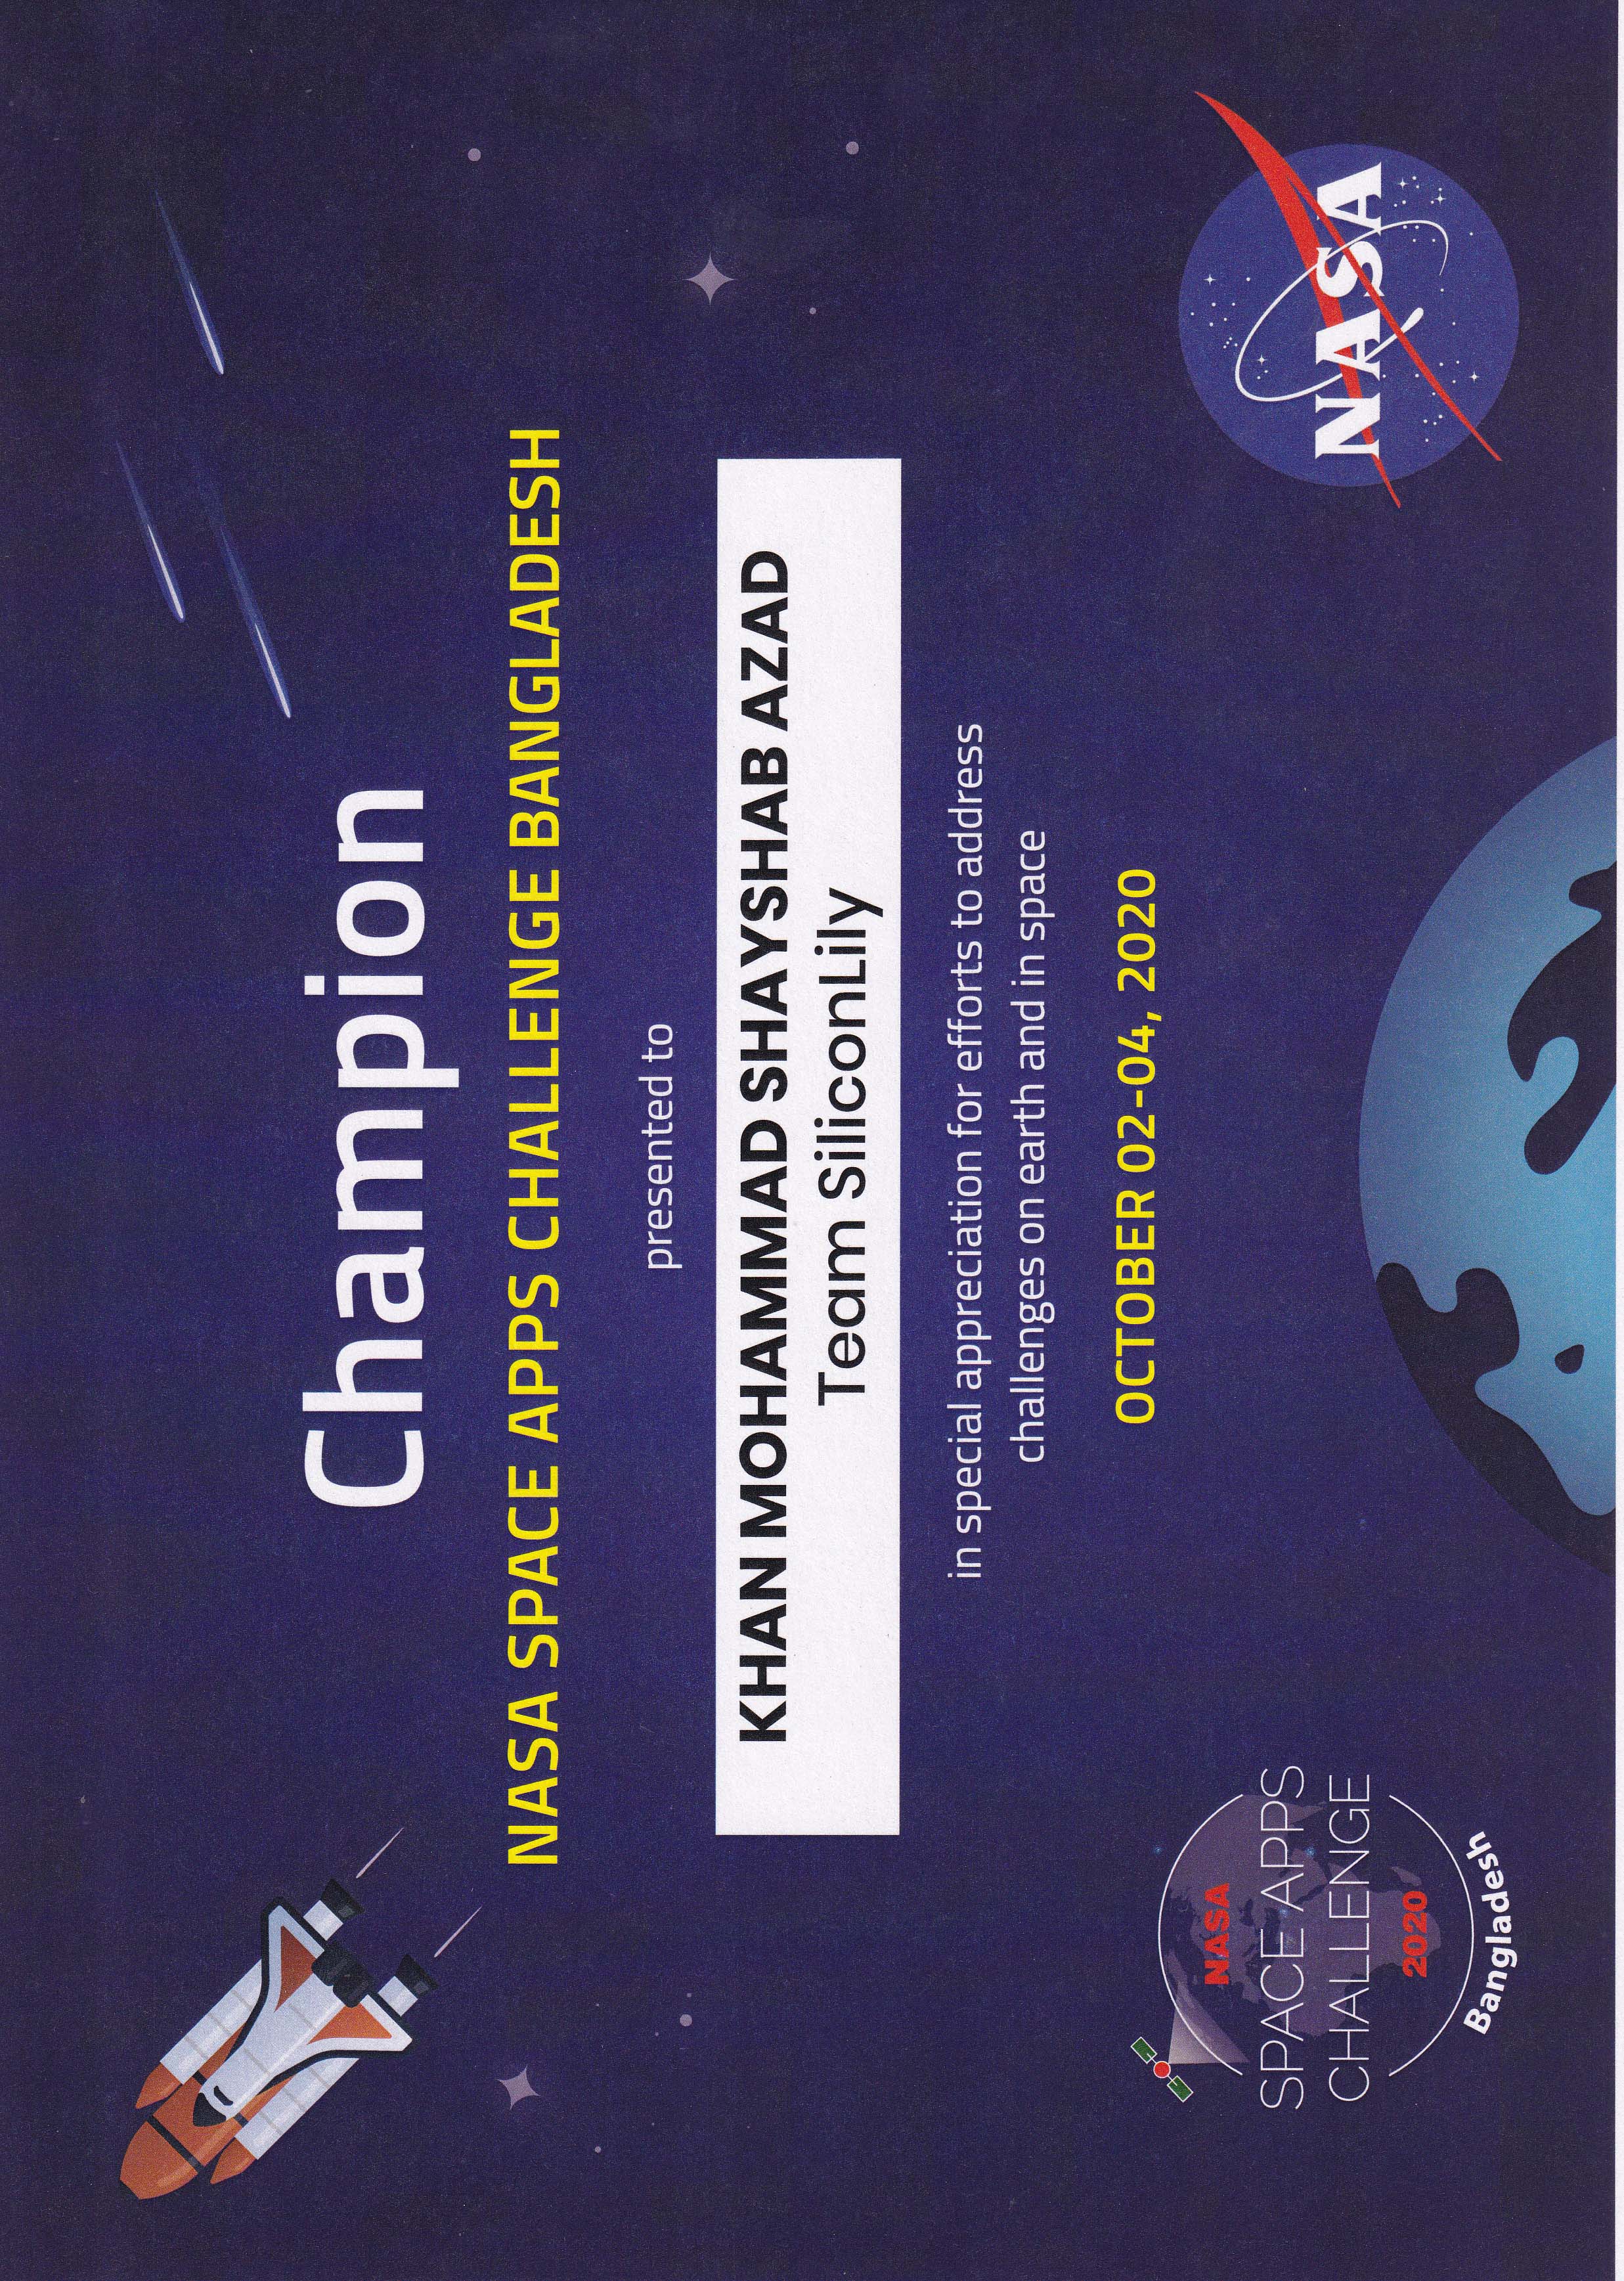 Champion
NASA SPACE APPS CHALLENGE BANGLADESH
presented to
KHAN MOHAMMAD SHAYSHAB AZAD
Team SiliconLily
in special appreciation for efforts to address
challenges on earth and in space
OCTOBER 02-04, 2020
NASA
SPACE APPS
CHALLENGE
2020
Bangladesh
NASA